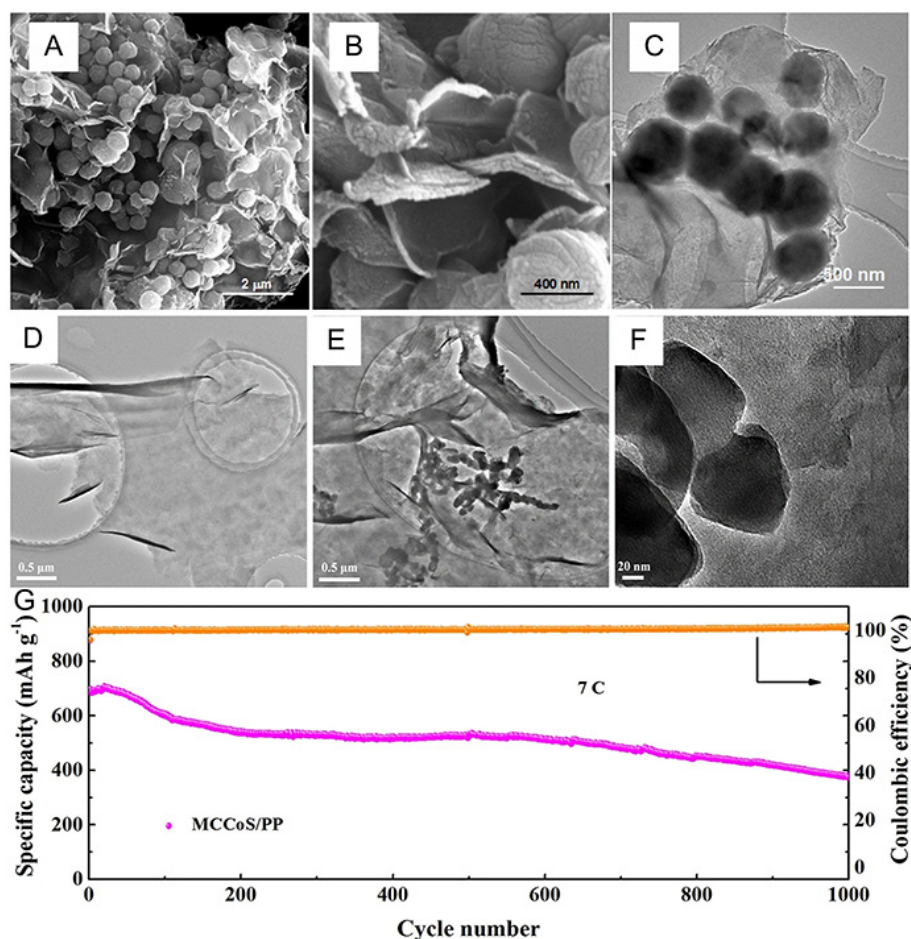 A
B
C
2 μm
400 nm
500 nm
D
E
F
0.5 μm
0.5 μm
20 nm
G
1000
800
600
400
200
0
Specific capacity (mAh g⁻¹)
7 C
MCCoS/PP
100
80
60
40
20
0
Coulombic efficiency (%)
0
200
400
600
800
1000
Cycle number